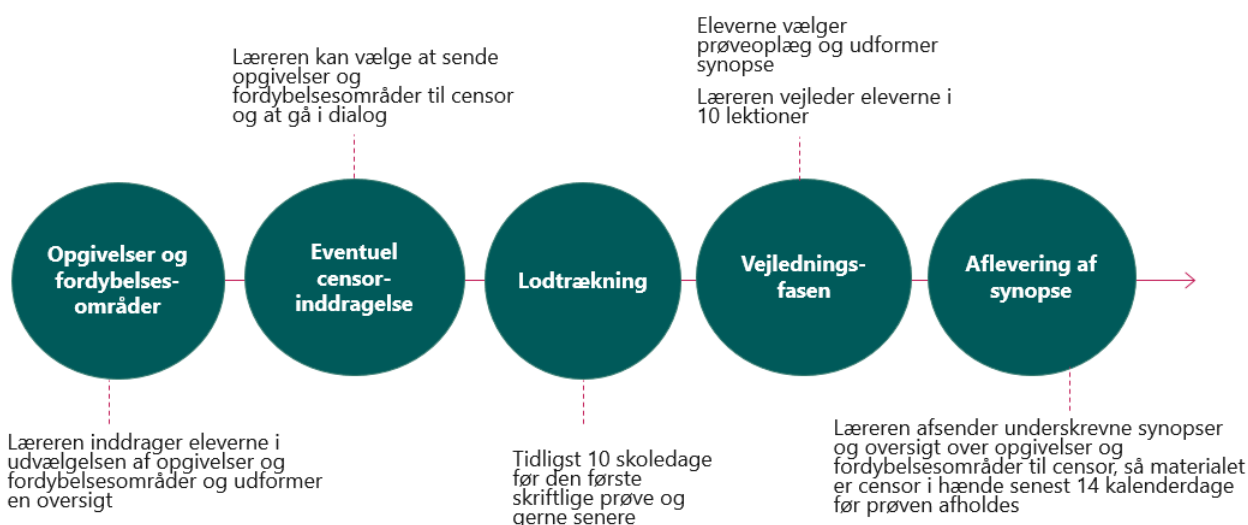 Læreren kan vælge at sende
opgivelser og
fordybelsesområder til censor
og at gå i dialog
Eleverne vælger
prøveoplæg og udformer
synopse
Læreren vejleder eleverne i
10 lektioner
Opgivelser og
fordybelses-
områder
Eventuel
censor-
inddragelse
Lodtrækning
Vejlednings-
fasen
Aflevering af
synopse
Læreren inddrager eleverne i
udvælgelsen af opgivelser og
fordybelsesområder og udformer
en oversigt
Tidligst 10 skoledage
før den første
skriftlige prøve og
gerne senere
Læreren afsender underskrevne synopser
og oversigt over opgivelser og
fordybelsesområder til censor, så materialet
er censor i hænde senest 14 kalenderdage
før prøven afholdes